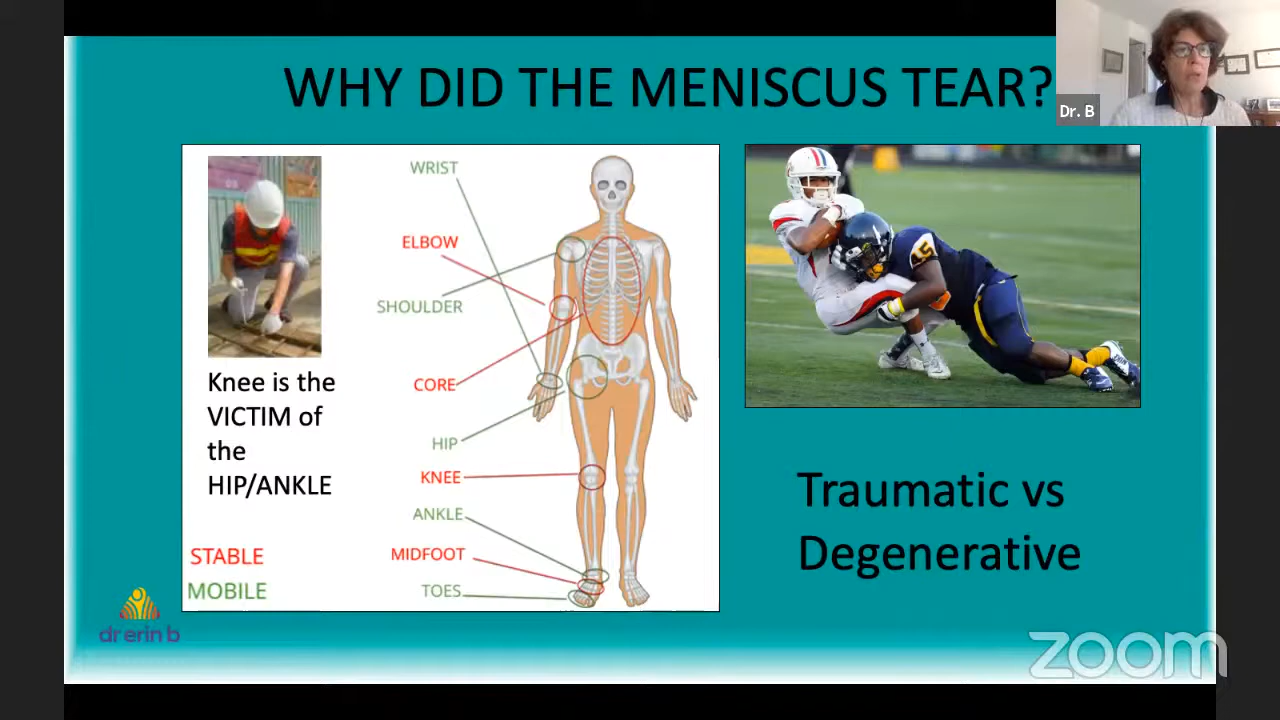 WHY DID THE MENISCUS TEAR?
Dr. B
WRIST
ELBOW
SHOULDER
CORE
HIP
KNEE
ANKLE
MIDFOOT
TOES
Knee is the
VICTIM of
the
HIP/ANKLE
STABLE
MOBILE
15
Traumatic vs
Degenerative
dr erin b
zoom